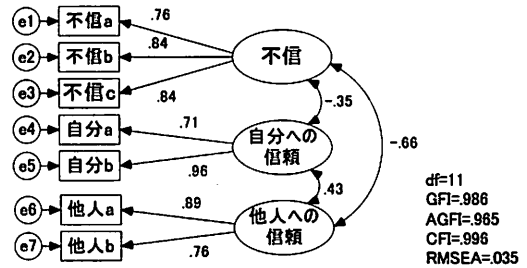 e1 不信a .76
e2 不信b .84
e3 不信c .84
不信
e4 自分a .71
e5 自分b .96
自分への
信頼
e6 他人a .89
e7 他人b .76
他人への
信頼
-.35
.43
-.66
df=11
GFI=.986
AGFI=.965
CFI=.996
RMSEA=.035